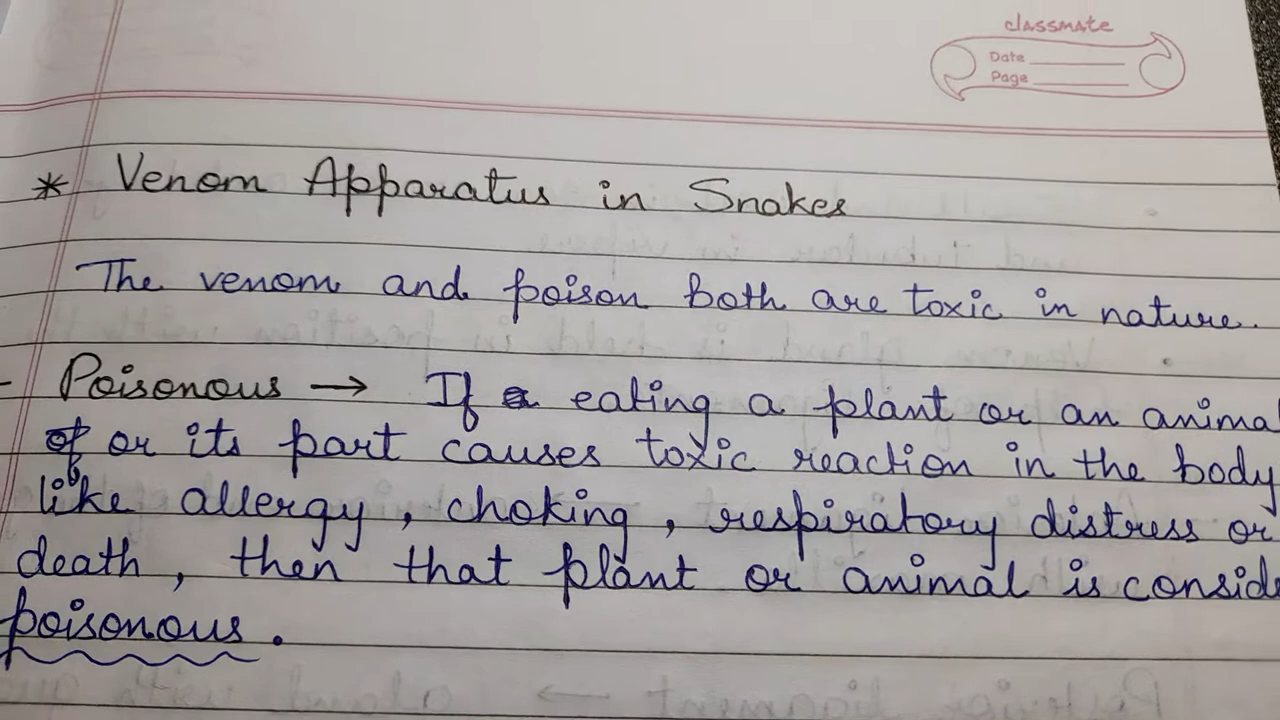 classmate
Date
Page
* Venom Apparatus in Snakes
The venom and poison both are toxic in nature.
- Poisonous → If eating a plant or an anima
or its part causes toxic reaction in the body
like allergy, choking, respiratory distress or
death, then that plant or animal is consid
poisonous.